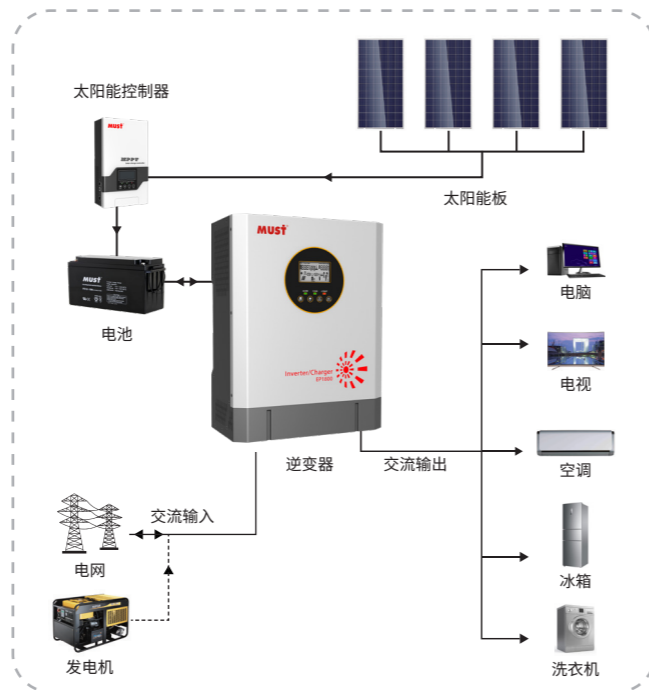 太阳能控制器
MUST
MPPT
太阳能板
MUST
MUST
电池
Inverter/Charger
EP1800
电脑
电视
逆变器
交流输出
空调
交流输入
电网
冰箱
发电机
洗衣机